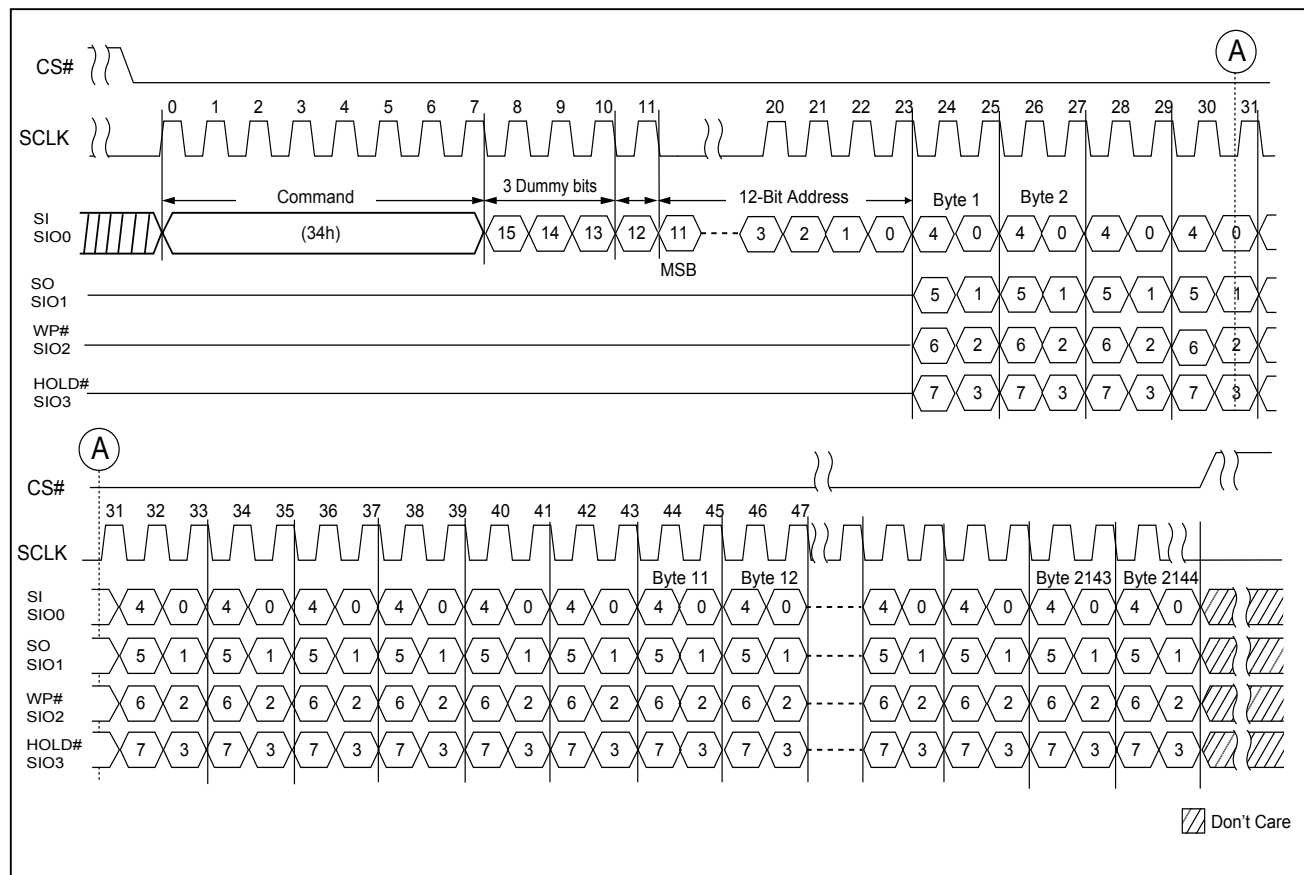 A
CS#
0 1 2 3 4 5 6 7 8 9 10 11 20 21 22 23 24 25 26 27 28 29 30 31
SCLK
Command 3 Dummy bits 12-Bit Address Byte 1 Byte 2
SI
SIO0
(34h) 15 14 13 12 11 3 2 1 0 4 0 4 0 4 0 4 0
MSB
SO
SIO1
5 1 5 1 5 1 5 1
WP#
SIO2
6 2 6 2 6 2 6 2
HOLD#
SIO3
7 3 7 3 7 3 7 3
A
CS#
31 32 33 34 35 36 37 38 39 40 41 42 43 44 45 46 47
SCLK
Byte 11 Byte 12 Byte 2143 Byte 2144
SI
SIO0
4 0 4 0 4 0 4 0 4 0 4 0 4 0 4 0 4 0 4 0 4 0 4 0
SO
SIO1
5 1 5 1 5 1 5 1 5 1 5 1 5 1 5 1 5 1 5 1 5 1 5 1
WP#
SIO2
6 2 6 2 6 2 6 2 6 2 6 2 6 2 6 2 6 2 6 2 6 2 6 2
HOLD#
SIO3
7 3 7 3 7 3 7 3 7 3 7 3 7 3 7 3 7 3 7 3 7 3 7 3
Don't Care